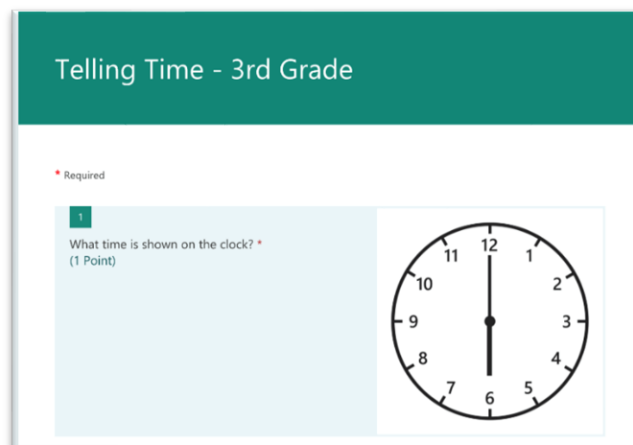 Telling Time - 3rd Grade
* Required
1
What time is shown on the clock? *
(1 Point)
12
11 1
10 2
9 3
8 4
7 5
6